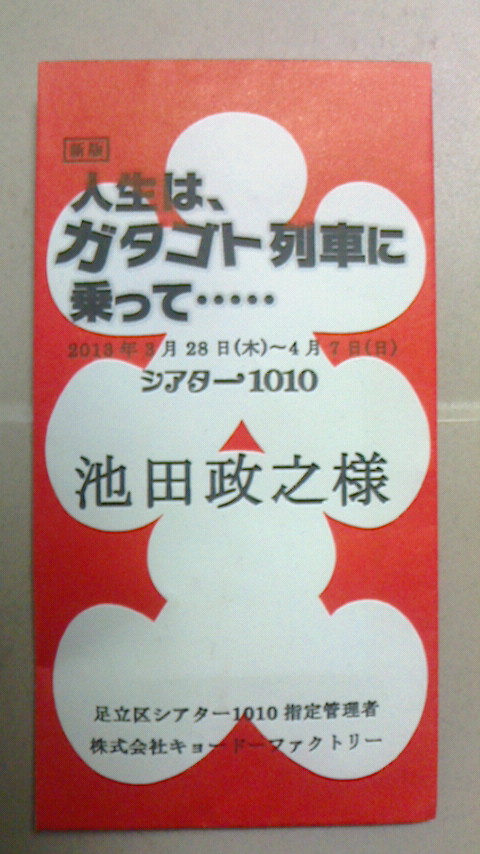 新版
人生は、
ガタゴト列車に
乗って‥‥‥
2013年3月28日(木)〜4月7日(日)
シアター1010
池田政之様
足立区シアター1010指定管理者
株式会社キョードーファクトリー